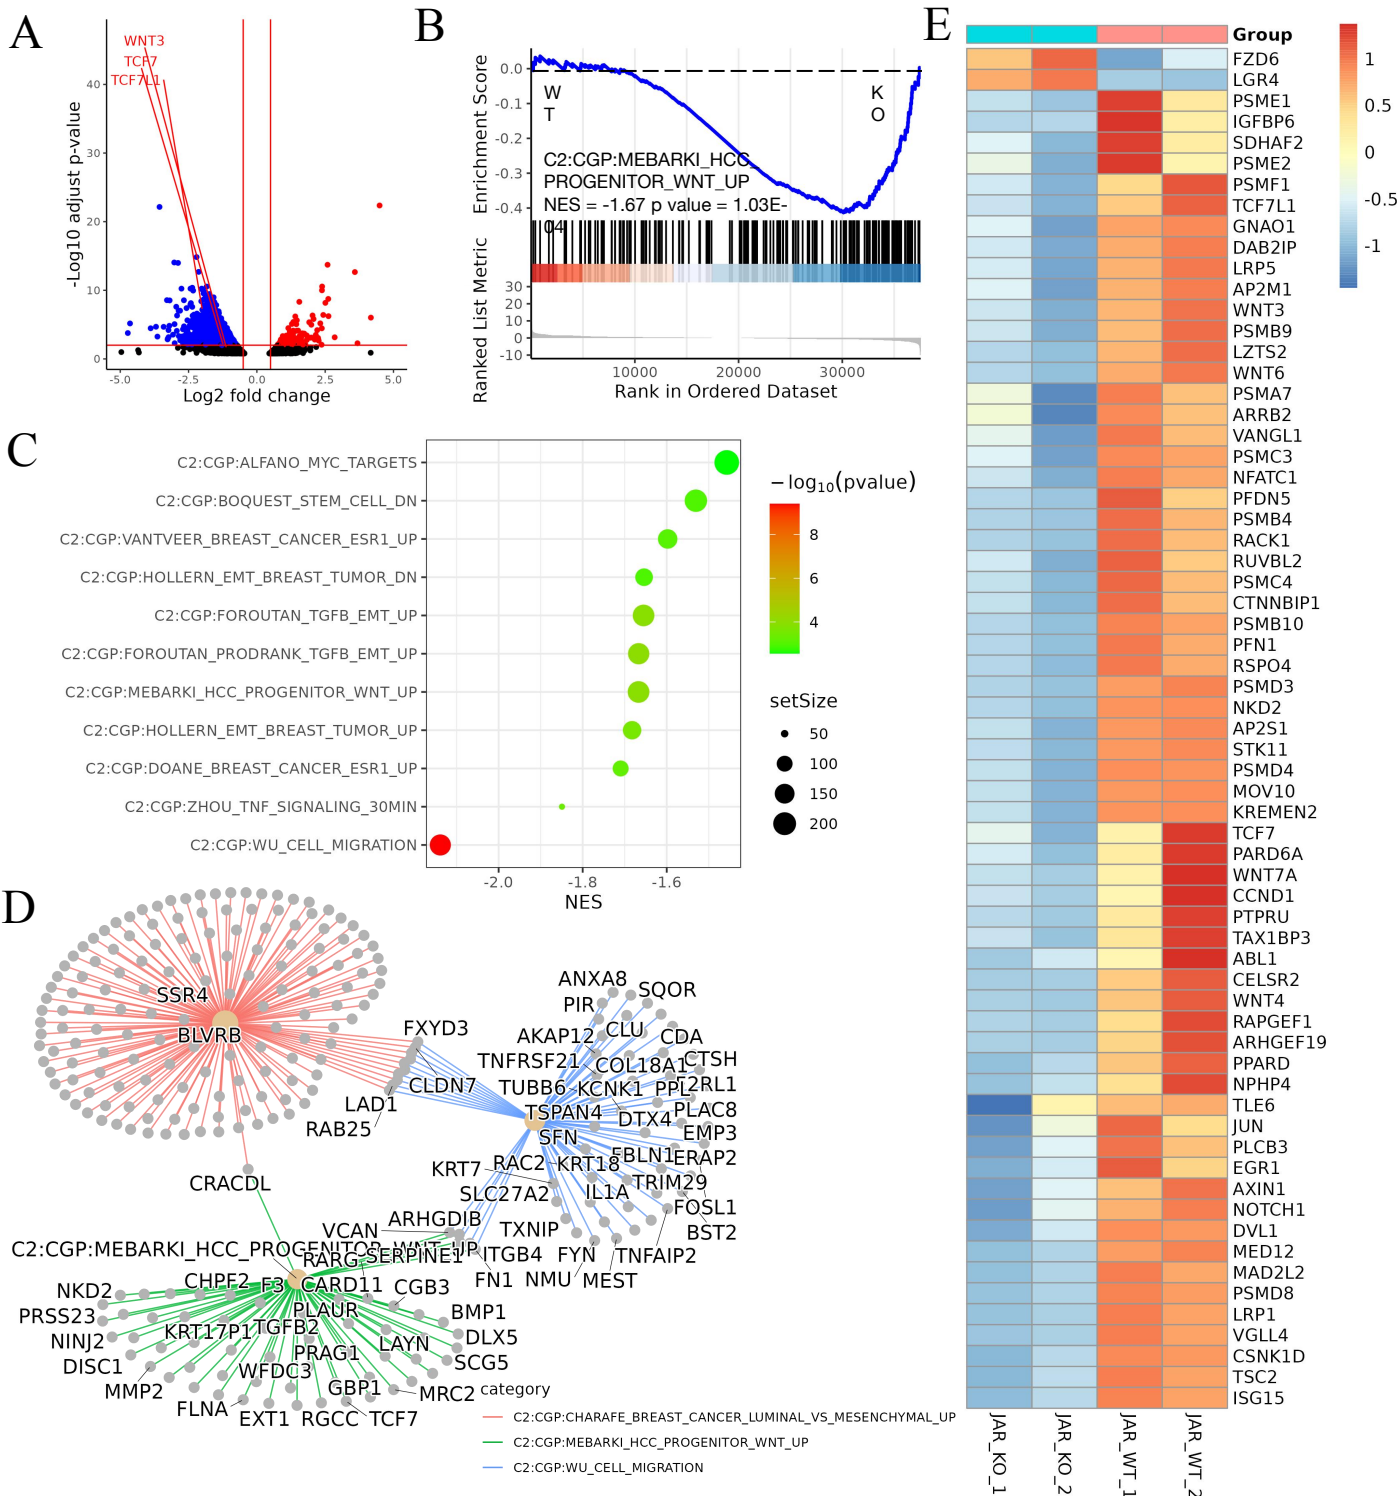 A
WNT3
TCF7
TCF7L1
40
30
20
10
0
-Log10 adjust p-value
-5.0
-2.5
0.0
2.5
5.0
Log2 fold change
B
Enrichment Score
0.0
-0.1
-0.2
-0.3
-0.4
W
T
K
O
C2:CGP:MEBARKI_HCC_
PROGENITOR_WNT_UP
NES = -1.67 p value = 1.03E-
04
Ranked List Metric
30
20
10
0
-10
10000
20000
30000
Rank in Ordered Dataset
C
C2:CGP:ALFANO_MYC_TARGETS
C2:CGP:BOQUEST_STEM_CELL_DN
C2:CGP:VANTVEER_BREAST_CANCER_ESR1_UP
C2:CGP:HOLLERN_EMT_BREAST_TUMOR_DN
C2:CGP:FOROUTAN_TGFB_EMT_UP
C2:CGP:FOROUTAN_PRODRANK_TGFB_EMT_UP
C2:CGP:MEBARKI_HCC_PROGENITOR_WNT_UP
C2:CGP:HOLLERN_EMT_BREAST_TUMOR_UP
C2:CGP:DOANE_BREAST_CANCER_ESR1_UP
C2:CGP:ZHOU_TNF_SIGNALING_30MIN
C2:CGP:WU_CELL_MIGRATION
-2.0
-1.8
-1.6
NES
−log10(pvalue)
8
6
4
setSize
50
100
150
200
D
SSR4
BLVRB
FXYD3
CLDN7
LAD1
RAB25
CRACDL
ANXA8
SQOR
PIR
AKAP12
CLU
CDA
TNFRSF21
COL18A1
CTSH
TUBB6
KCNK1
PPL
F2RL1
TSPAN4
DTX4
PLAC8
SFN
EMP3
RAC2
KRT18
FBLN1
ERAP2
KRT7
SLC27A2
IL1A
TRIM29
FOSL1
BST2
ARHGDIB
TXNIP
VCAN
C2:CGP:MEBARKI_HCC_PROGENITOR_WNT_UP
RARG
SERPINE1
ITGB4
FYN
TNFAIP2
FN1
NMU
MEST
NKD2
CHPF2
F3
CARD11
CGB3
PRSS23
PLAUR
BMP1
NINJ2
KRT17P1
TGFB2
LAYN
DLX5
DISC1
PRAG1
SCG5
MMP2
WFDC3
GBP1
MRC2
FLNA
EXT1
RGCC
TCF7
category
C2:CGP:CHARAFE_BREAST_CANCER_LUMINAL_VS_MESENCHYMAL_UP
C2:CGP:MEBARKI_HCC_PROGENITOR_WNT_UP
C2:CGP:WU_CELL_MIGRATION
E
Group
FZD6
LGR4
PSME1
IGFBP6
SDHAF2
PSME2
PSMF1
TCF7L1
GNAO1
DAB2IP
LRP5
AP2M1
WNT3
PSMB9
LZTS2
WNT6
PSMA7
ARRB2
VANGL1
PSMC3
NFATC1
PFDN5
PSMB4
RACK1
RUVBL2
PSMC4
CTNNBIP1
PSMB10
PFN1
RSPO4
PSMD3
NKD2
AP2S1
STK11
PSMD4
MOV10
KREMEN2
TCF7
PARD6A
WNT7A
CCND1
PTPRU
TAX1BP3
ABL1
CELSR2
WNT4
RAPGEF1
ARHGEF19
PPARD
NPHP4
TLE6
JUN
PLCB3
EGR1
AXIN1
NOTCH1
DVL1
MED12
MAD2L2
PSMD8
LRP1
VGLL4
CSNK1D
TSC2
ISG15
JAR_KO_1
JAR_KO_2
JAR_WT_1
JAR_WT_2
1
0.5
0
-0.5
-1